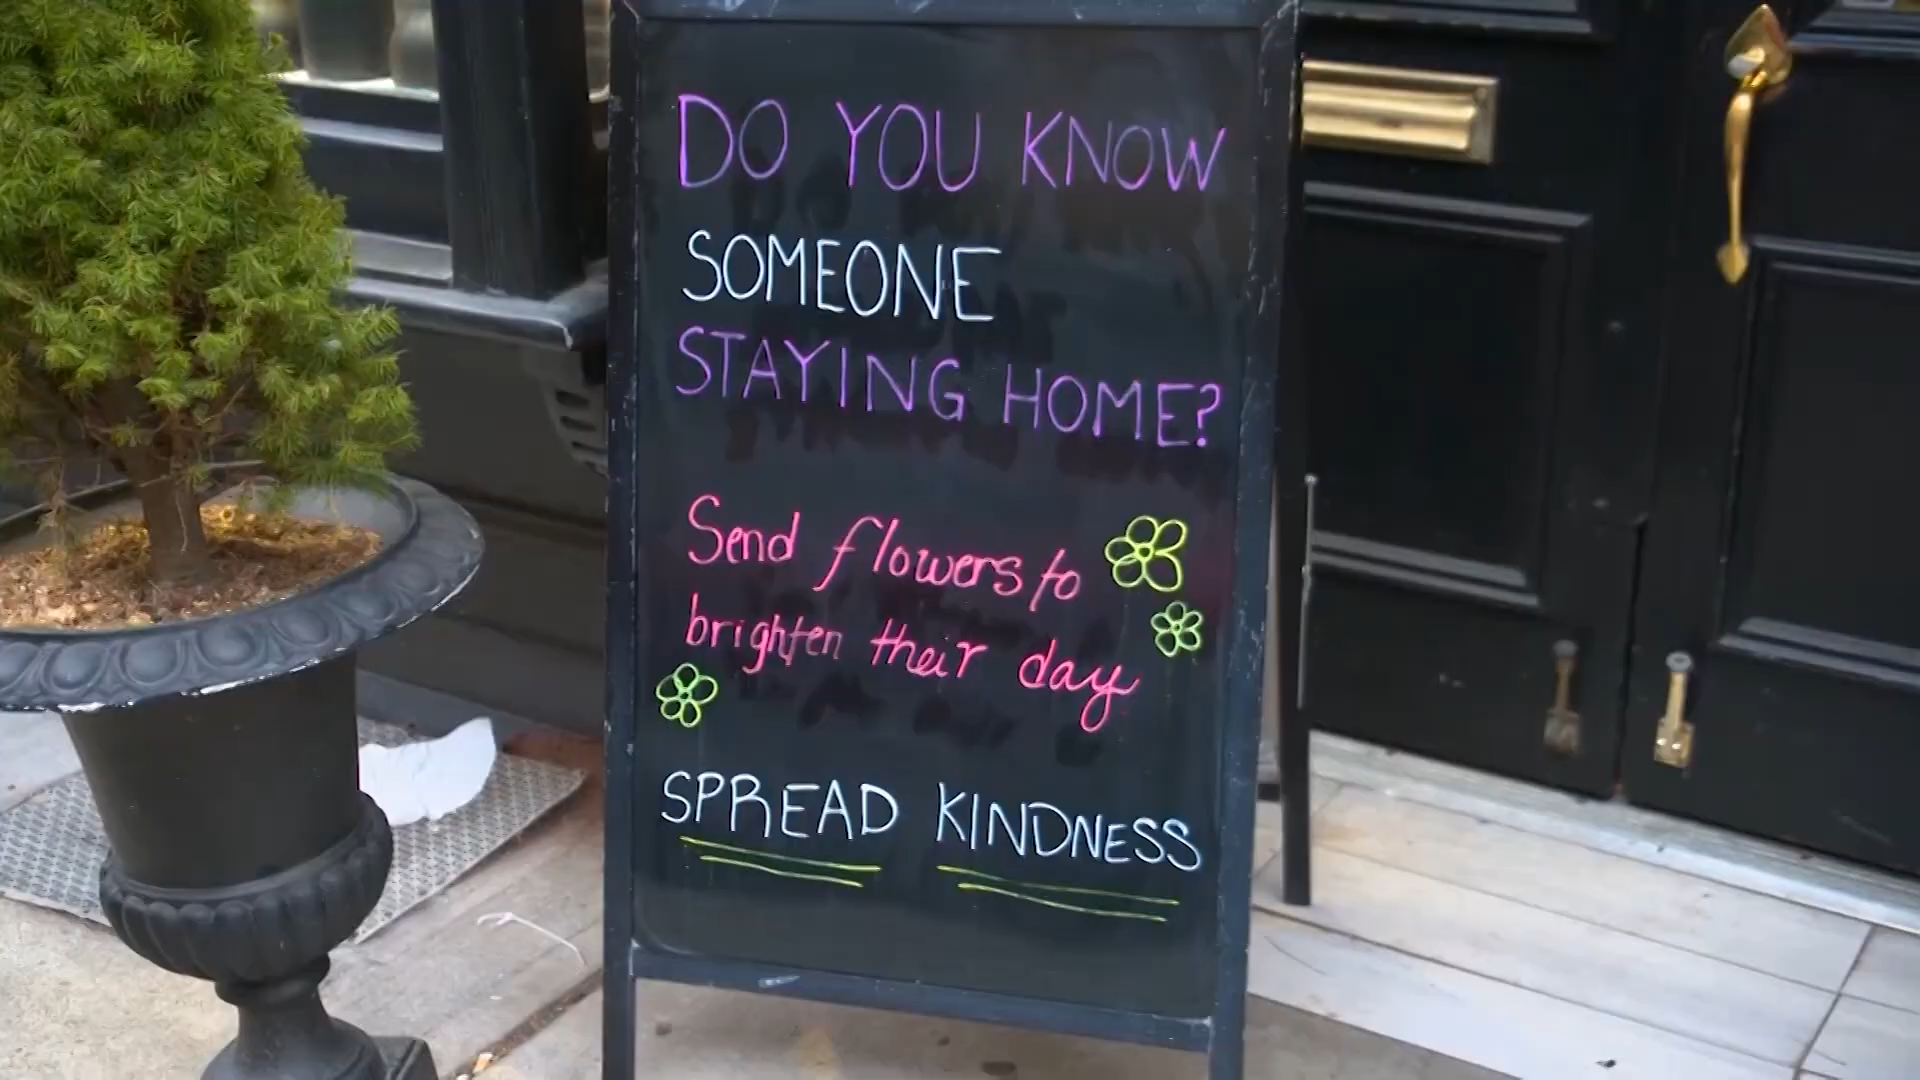 DO YOU KNOW
SOMEONE
STAYING HOME?
Send flowers to
brighten their day
SPREAD KINDNESS